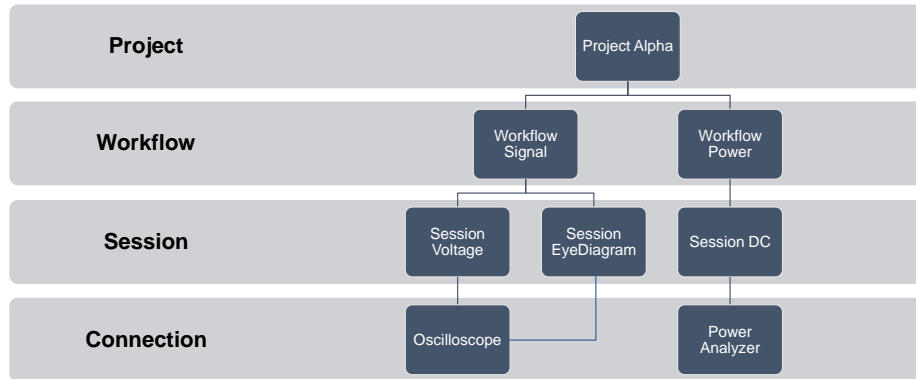 Project
Project Alpha
Workflow
Workflow
Signal
Workflow
Power
Session
Session
Voltage
Session
EyeDiagram
Session DC
Connection
Oscilloscope
Power
Analyzer